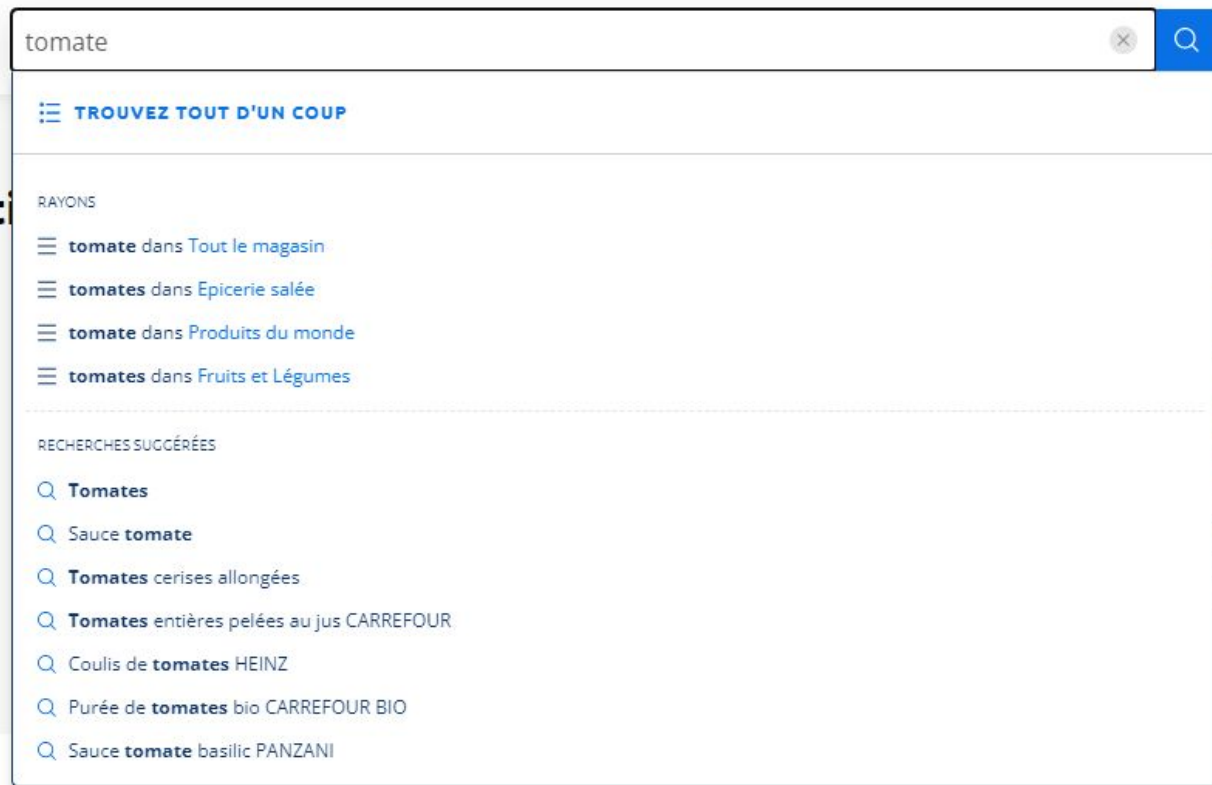 tomate
TROUVEZ TOUT D'UN COUP
RAYONS
tomate dans Tout le magasin
tomates dans Epicerie salée
tomate dans Produits du monde
tomates dans Fruits et Légumes
RECHERCHES SUGGÉRÉES
Tomates
Sauce tomate
Tomates cerises allongées
Tomates entières pelées au jus CARREFOUR
Coulis de tomates HEINZ
Purée de tomates bio CARREFOUR BIO
Sauce tomate basilic PANZANI